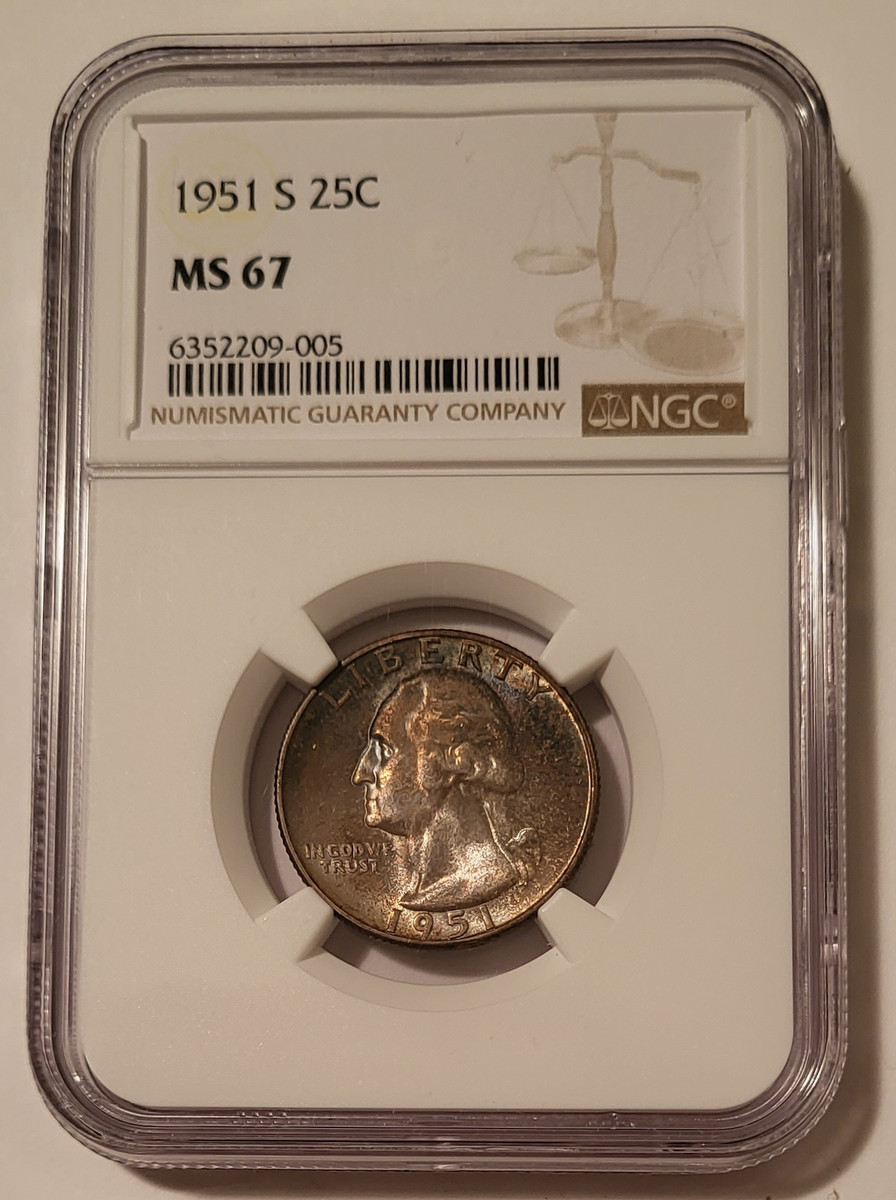 1951 S 25C
MS 67
6352209-005
NUMISMATIC GUARANTY COMPANY
NGC®
LIBERTY
IN GOD WE
TRUST
1951